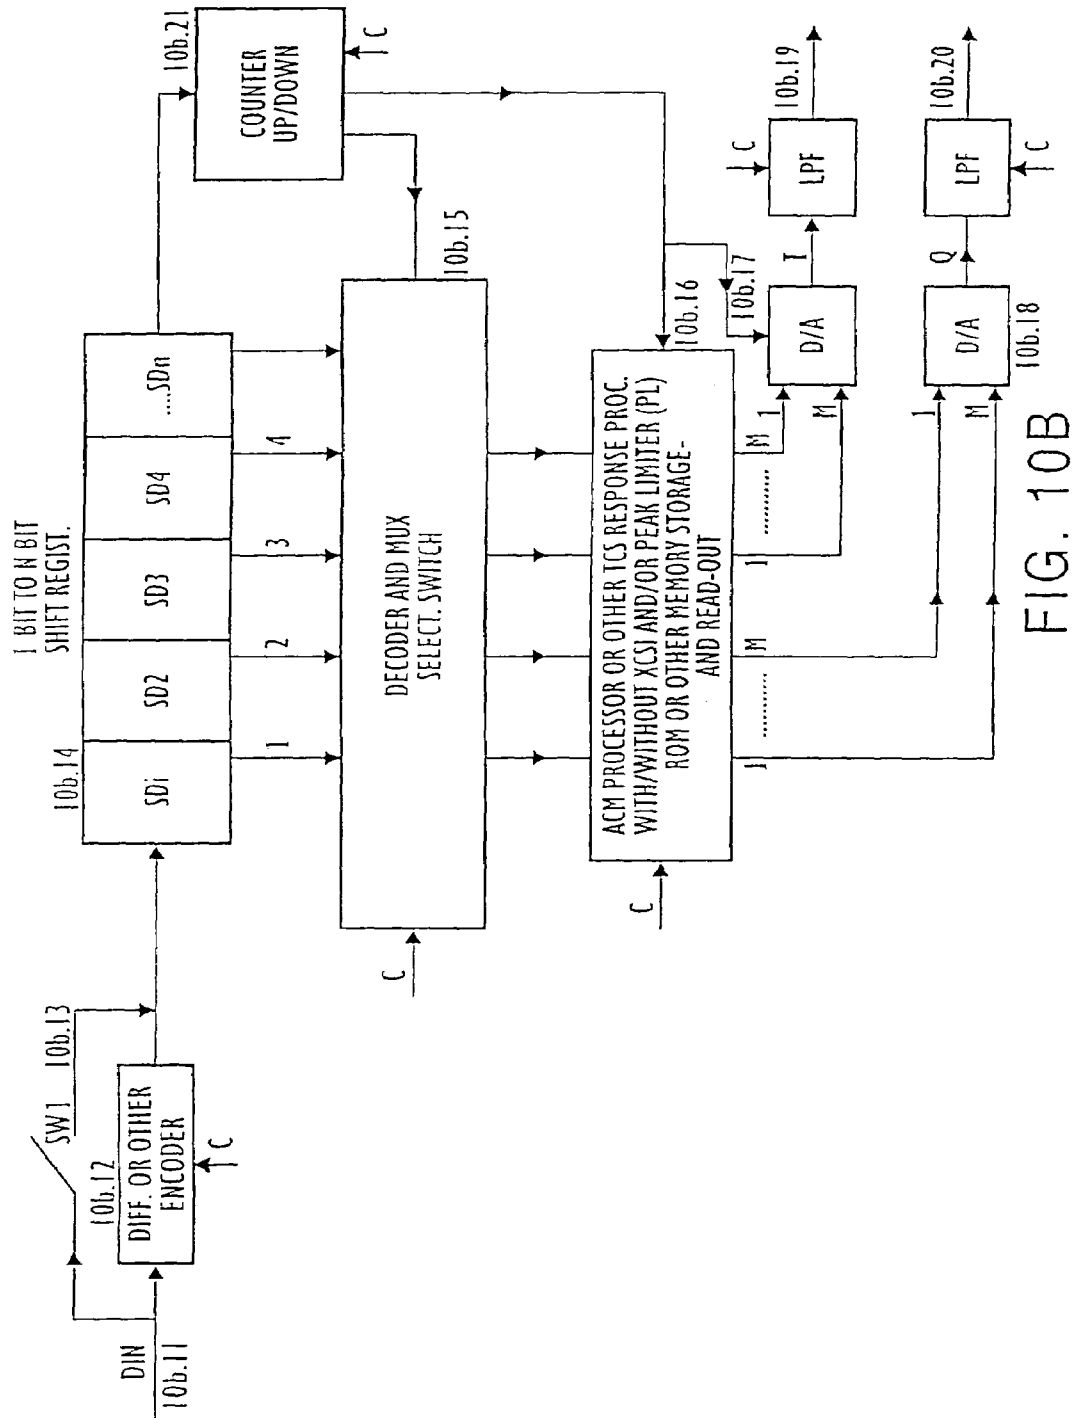 DIN
10b.11
SW1
10b.13
10b.12
DIFF. OR OTHER
ENCODER
C
1 BIT TO N BIT
SHIFT REGIST.
10b.14
SDi
SD2
SD3
SD4
....SDn
10b.21
COUNTER
UP/DOWN
C
1
2
3
4
10b.15
DECODER AND MUX
SELECT. SWITCH
C
10b.16
ACM PROCESSOR OR OTHER TCS RESPONSE PROC.
WITH/WITHOUT XCSI AND/OR PEAK LIMITER (PL)
ROM OR OTHER MEMORY STORAGE-
AND READ-OUT
C
1 ........... M
1 ........... M
10b.17
1
M
D/A
I
C
LPF
10b.19
1
M
D/A
10b.18
Q
LPF
C
10b.20
FIG. 10B